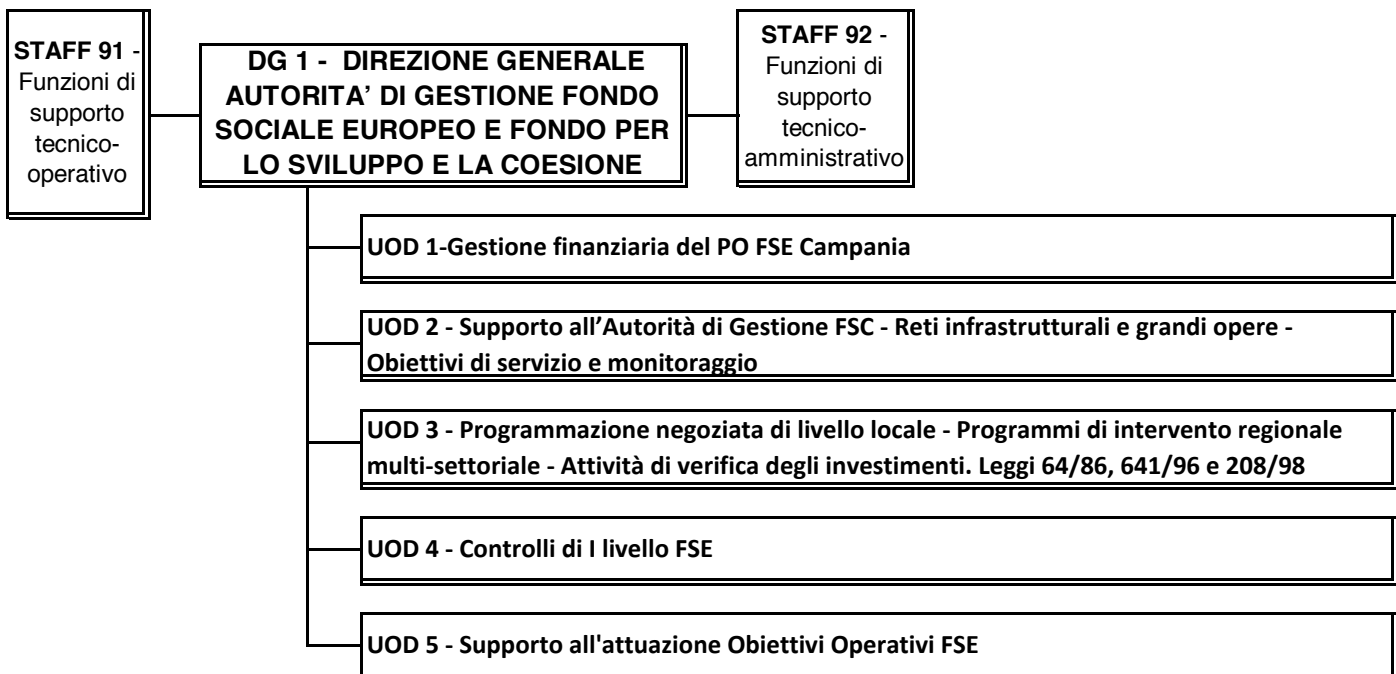 STAFF 91 -
Funzioni di
supporto
tecnico-
operativo
DG 1 - DIREZIONE GENERALE
AUTORITA’ DI GESTIONE FONDO
SOCIALE EUROPEO E FONDO PER
LO SVILUPPO E LA COESIONE
STAFF 92 -
Funzioni di
supporto
tecnico-
amministrativo
UOD 1-Gestione finanziaria del PO FSE Campania
UOD 2 - Supporto all’Autorità di Gestione FSC - Reti infrastrutturali e grandi opere -
Obiettivi di servizio e monitoraggio
UOD 3 - Programmazione negoziata di livello locale - Programmi di intervento regionale
multi-settoriale - Attività di verifica degli investimenti. Leggi 64/86, 641/96 e 208/98
UOD 4 - Controlli di I livello FSE
UOD 5 - Supporto all'attuazione Obiettivi Operativi FSE